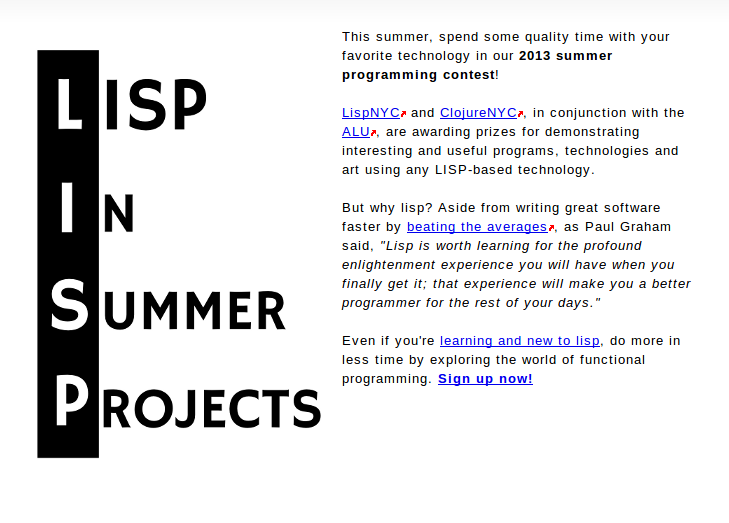 LISP
IN
SUMMER
PROJECTS
This summer, spend some quality time with your
favorite technology in our 2013 summer
programming contest!
LispNYC and ClojureNYC, in conjunction with the
ALU, are awarding prizes for demonstrating
interesting and useful programs, technologies and
art using any LISP-based technology.
But why lisp? Aside from writing great software
faster by beating the averages, as Paul Graham
said, "Lisp is worth learning for the profound
enlightenment experience you will have when you
finally get it; that experience will make you a better
programmer for the rest of your days."
Even if you're learning and new to lisp, do more in
less time by exploring the world of functional
programming. Sign up now!